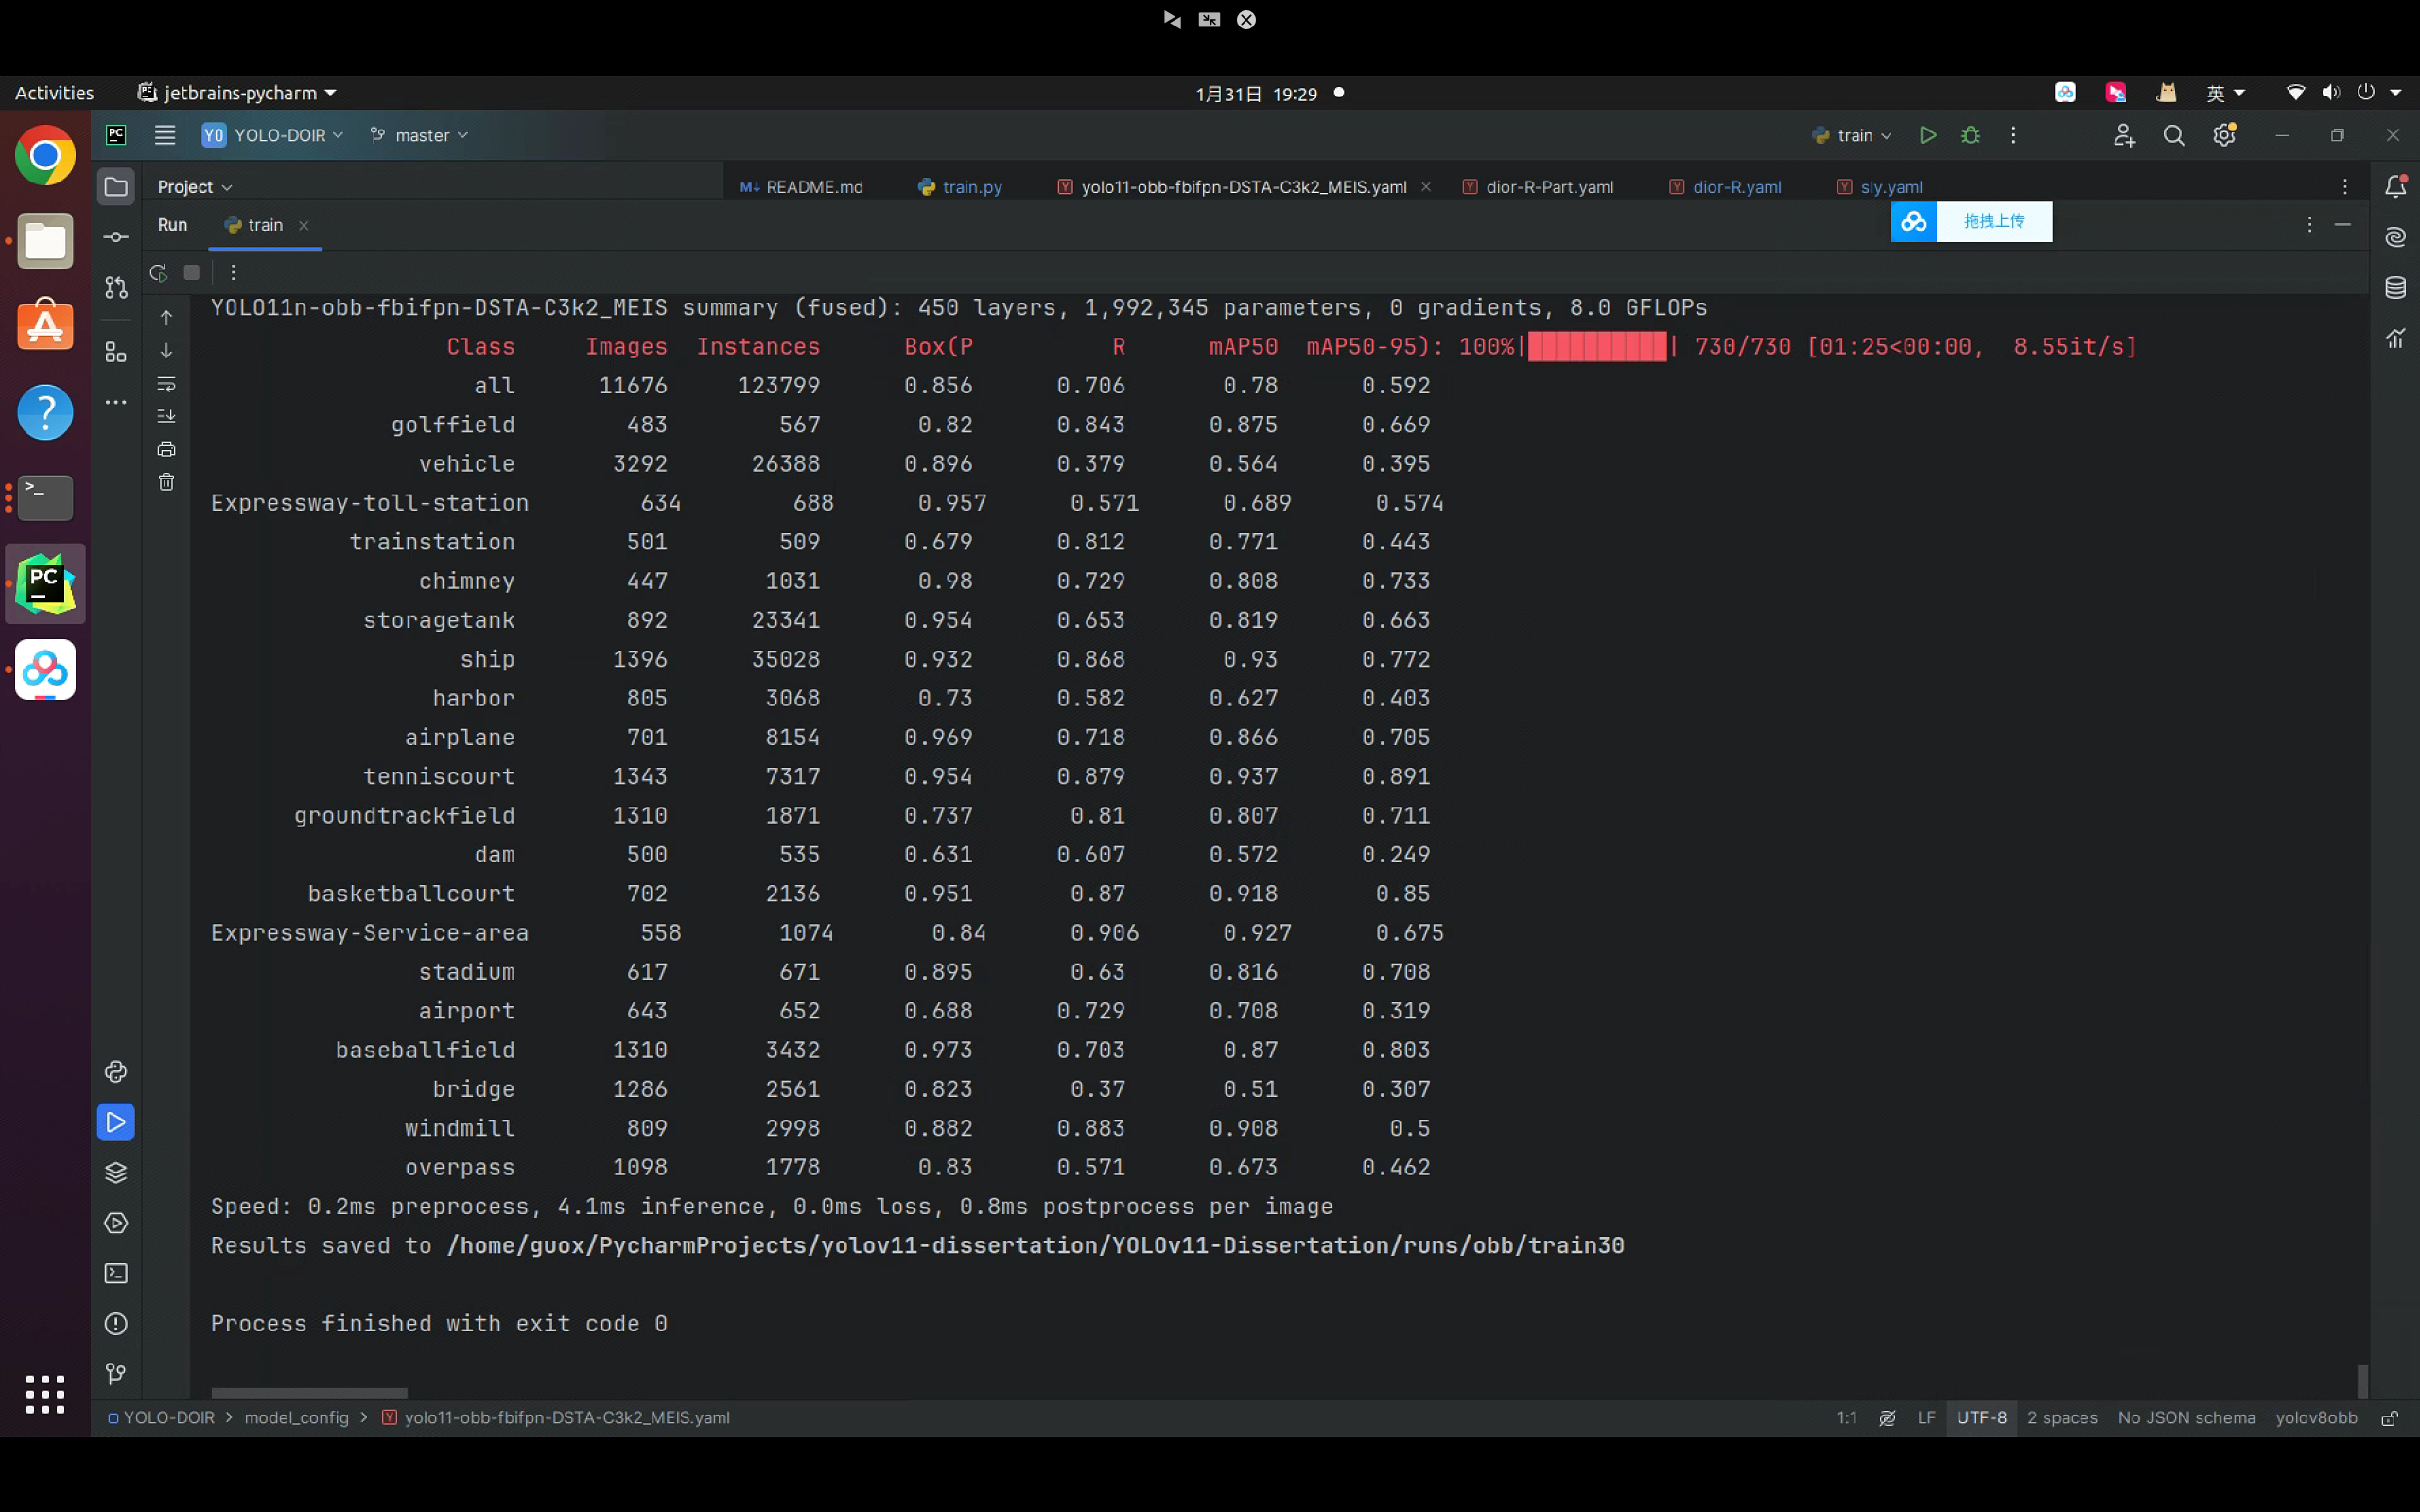 Activities jetbrains-pycharm 1月31日 19:29 英
PC YO YOLO-DOIR master train
Project README.md train.py yolo11-obb-fbifpn-DSTA-C3k2_MEIS.yaml dior-R-Part.yaml dior-R.yaml sly.yaml
Run train 拖拽上传
YOLO11n-obb-fbifpn-DSTA-C3k2_MEIS summary (fused): 450 layers, 1,992,345 parameters, 0 gradients, 8.0 GFLOPs
Class Images Instances Box(P R mAP50 mAP50-95): 100%|██████████| 730/730 [01:25<00:00, 8.55it/s]
all 11676 123799 0.856 0.706 0.78 0.592
golffield 483 567 0.82 0.843 0.875 0.669
vehicle 3292 26388 0.896 0.379 0.564 0.395
Expressway-toll-station 634 688 0.957 0.571 0.689 0.574
trainstation 501 509 0.679 0.812 0.771 0.443
chimney 447 1031 0.98 0.729 0.808 0.733
storagetank 892 23341 0.954 0.653 0.819 0.663
ship 1396 35028 0.932 0.868 0.93 0.772
harbor 805 3068 0.73 0.582 0.627 0.403
airplane 701 8154 0.969 0.718 0.866 0.705
tenniscourt 1343 7317 0.954 0.879 0.937 0.891
groundtrackfield 1310 1871 0.737 0.81 0.807 0.711
dam 500 535 0.631 0.607 0.572 0.249
basketballcourt 702 2136 0.951 0.87 0.918 0.85
Expressway-Service-area 558 1074 0.84 0.906 0.927 0.675
stadium 617 671 0.895 0.63 0.816 0.708
airport 643 652 0.688 0.729 0.708 0.319
baseballfield 1310 3432 0.973 0.703 0.87 0.803
bridge 1286 2561 0.823 0.37 0.51 0.307
windmill 809 2998 0.882 0.883 0.908 0.5
overpass 1098 1778 0.83 0.571 0.673 0.462
Speed: 0.2ms preprocess, 4.1ms inference, 0.0ms loss, 0.8ms postprocess per image
Results saved to /home/guox/PycharmProjects/yolov11-dissertation/YOLOv11-Dissertation/runs/obb/train30
Process finished with exit code 0
YOLO-DOIR > model_config > yolo11-obb-fbifpn-DSTA-C3k2_MEIS.yaml 1:1 LF UTF-8 2 spaces No JSON schema yolov8obb